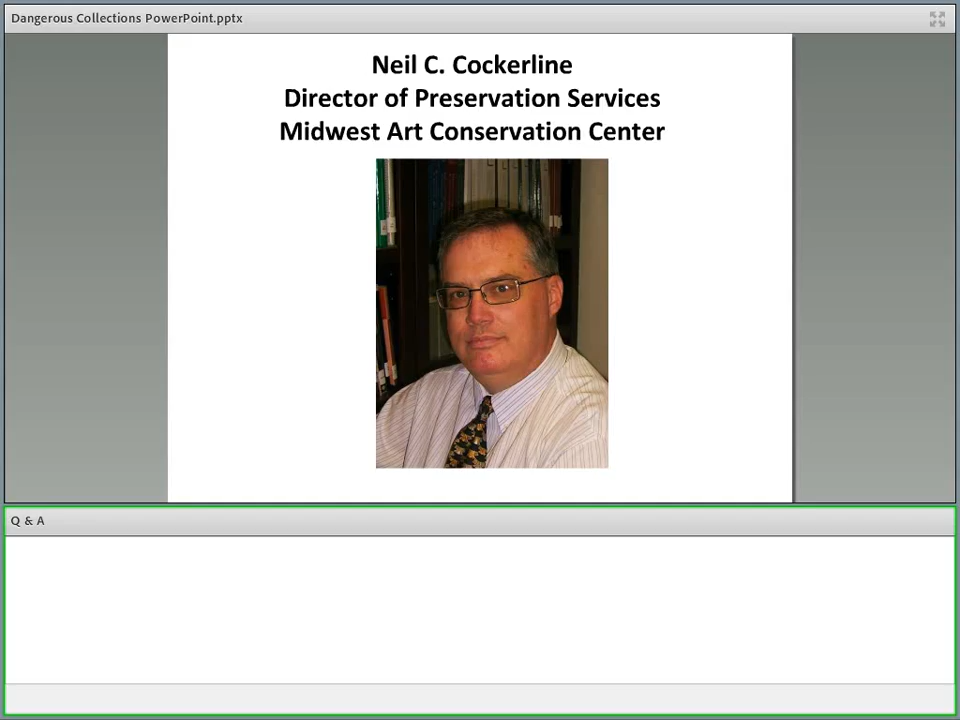 Dangerous Collections PowerPoint.pptx
Neil C. Cockerline
Director of Preservation Services
Midwest Art Conservation Center
Q & A